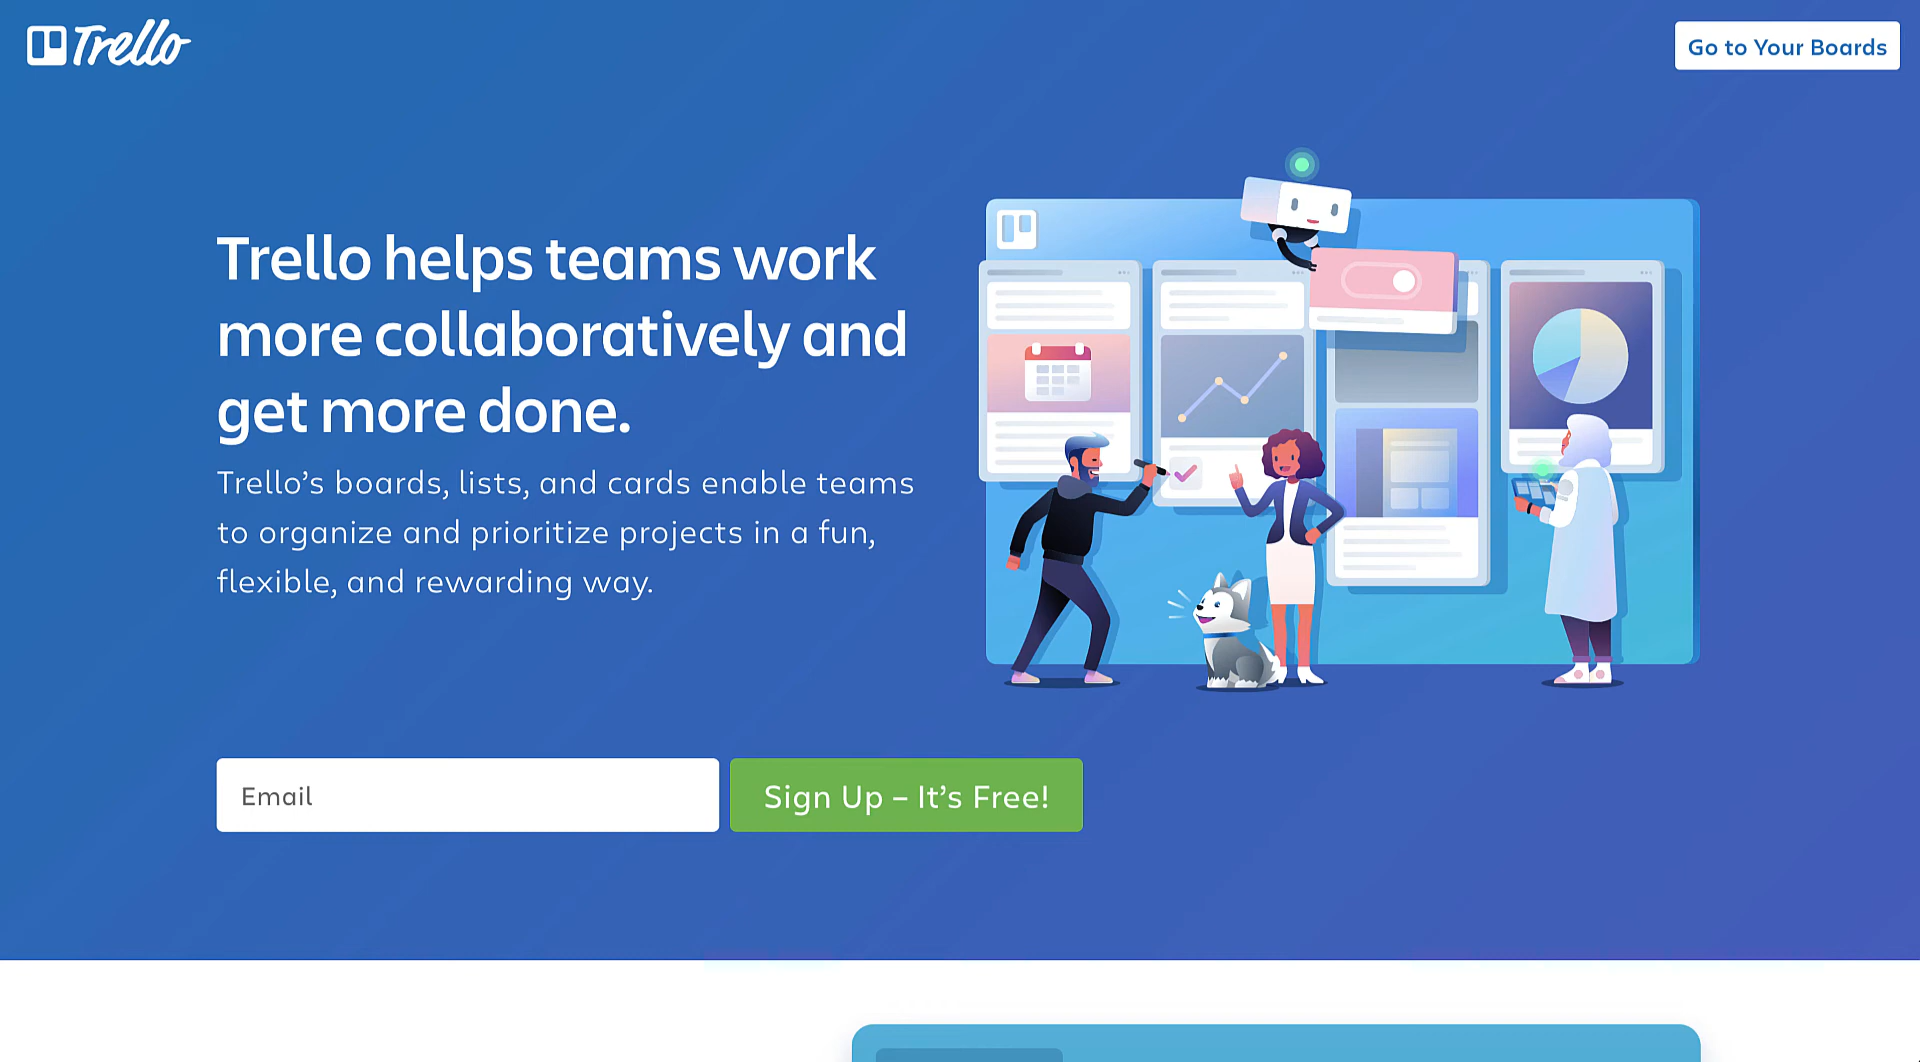 Trello
Go to Your Boards
Trello helps teams work
more collaboratively and
get more done.
Trello’s boards, lists, and cards enable teams
to organize and prioritize projects in a fun,
flexible, and rewarding way.
Email
Sign Up – It’s Free!